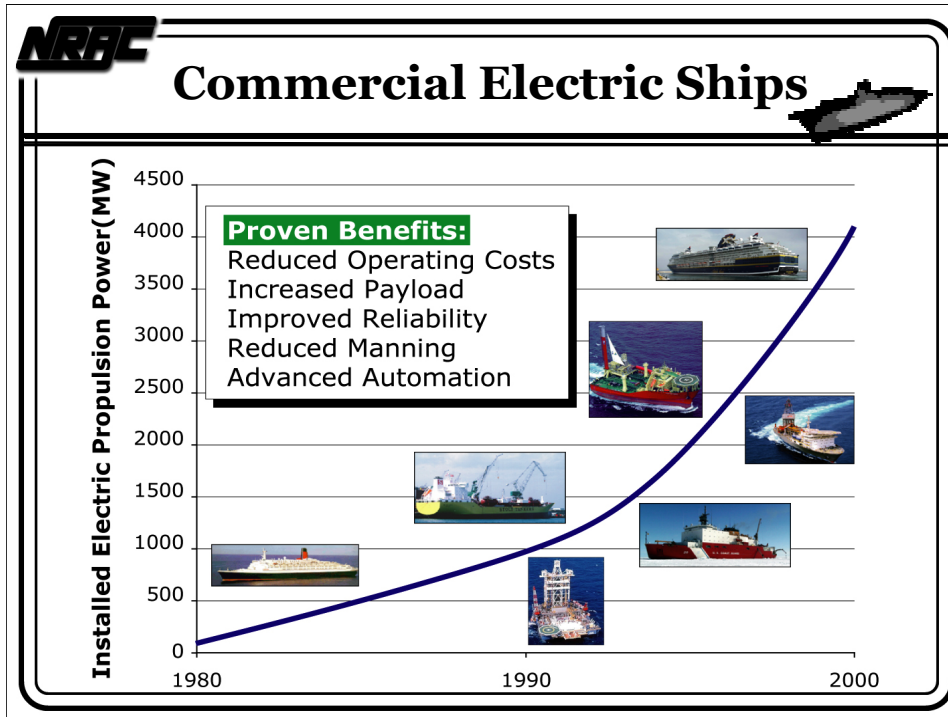 NRAC
Commercial Electric Ships
Installed Electric Propulsion Power(MW)
4500
4000
3500
3000
2500
2000
1500
1000
500
0
Proven Benefits:
Reduced Operating Costs
Increased Payload
Improved Reliability
Reduced Manning
Advanced Automation
1980
1990
2000